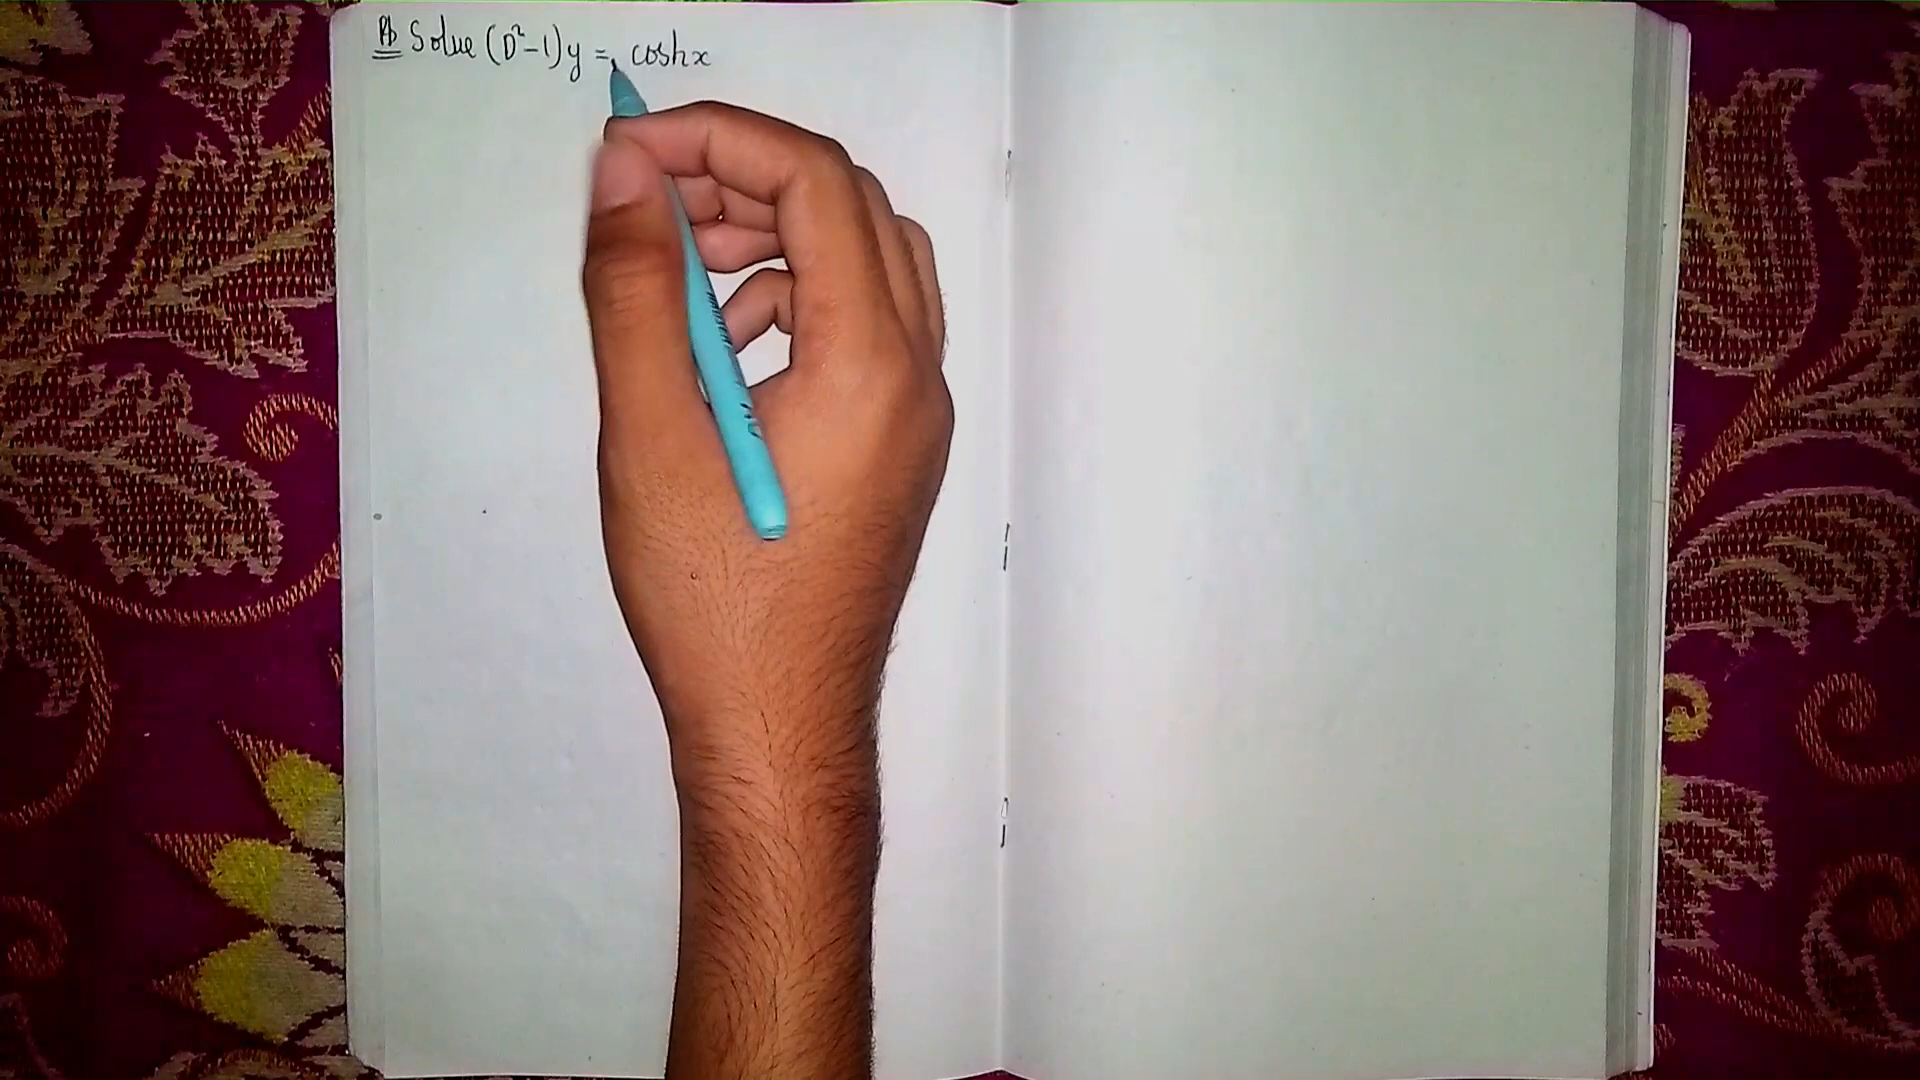 Pb Solve (D²-1)y = coshx